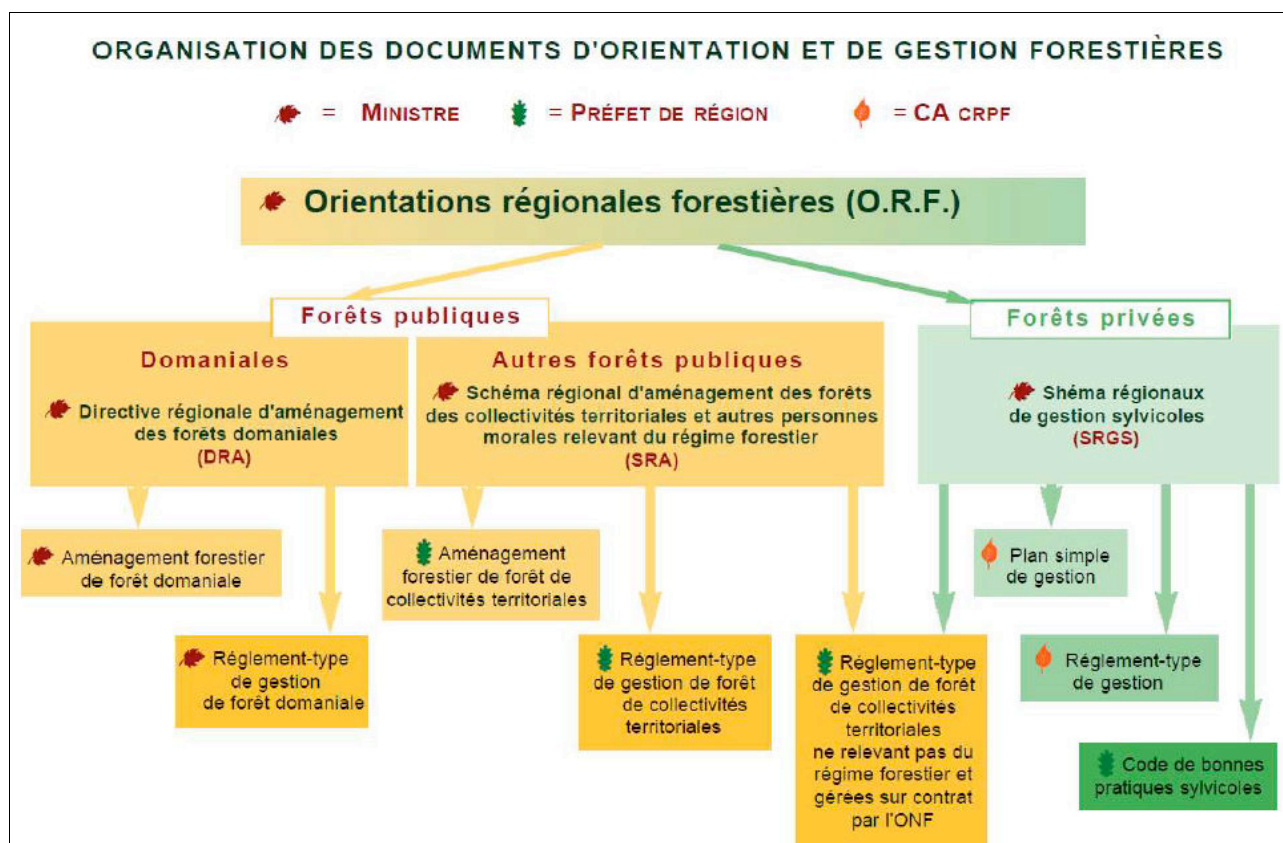 ORGANISATION DES DOCUMENTS D'ORIENTATION ET DE GESTION FORESTIÈRES
= MINISTRE = PRÉFET DE RÉGION = CA CRPF
Orientations régionales forestières (O.R.F.)
Forêts publiques
Domaniales
Directive régionale d'aménagement
des forêts domaniales
(DRA)
Autres forêts publiques
Schéma régional d'aménagement des forêts
des collectivités territoriales et autres personnes
morales relevant du régime forestier
(SRA)
Forêts privées
Shéma régionaux
de gestion sylvicoles
(SRGS)
Aménagement forestier
de forêt domaniale
Aménagement
forestier de forêt de
collectivités territoriales
Plan simple
de gestion
Réglement-type
de gestion
de forêt domaniale
Réglement-type
de gestion de forêt
de collectivités
territoriales
Réglement-type
de gestion de forêt
de collectivités
territoriales
ne relevant pas du
régime forestier et
gérées sur contrat
par l'ONF
Réglement-type
de gestion
Code de bonnes
pratiques sylvicoles